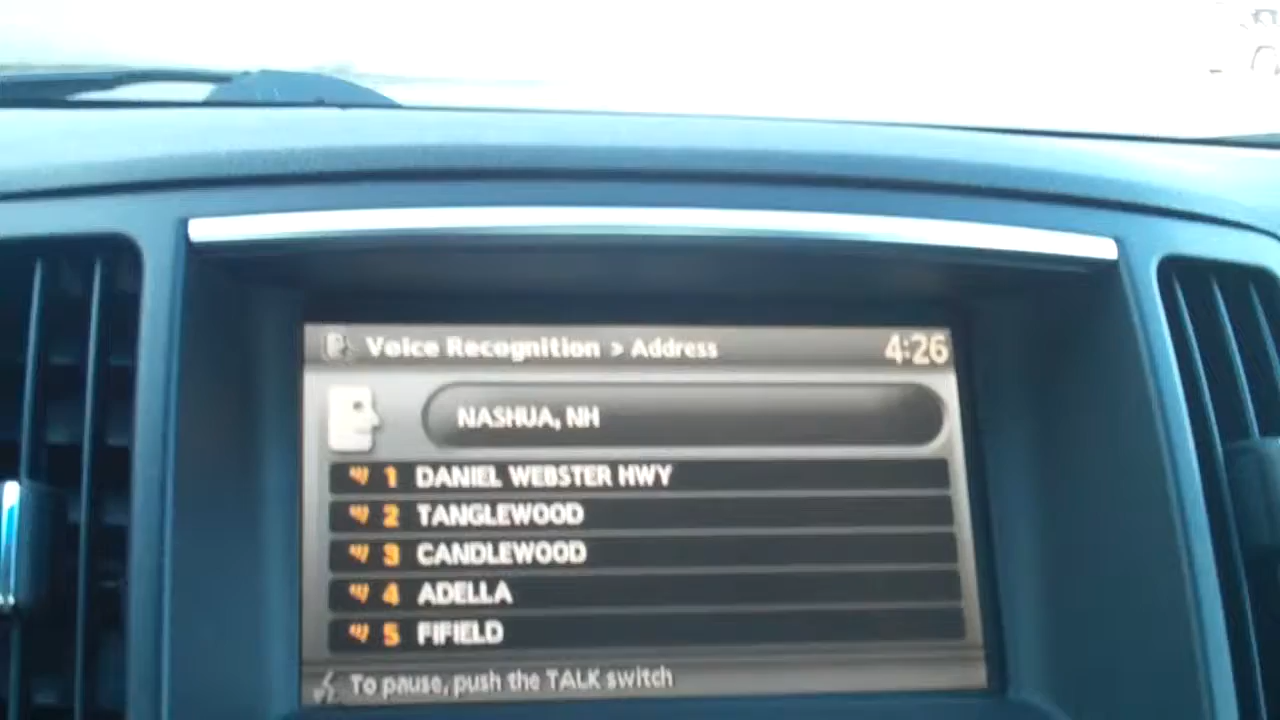 Voice Recognition > Address
4:26
NASHUA, NH
1 DANIEL WEBSTER HWY
2 TANGLEWOOD
3 CANDLEWOOD
4 ADELLA
5 FIFIELD
To pause, push the TALK switch